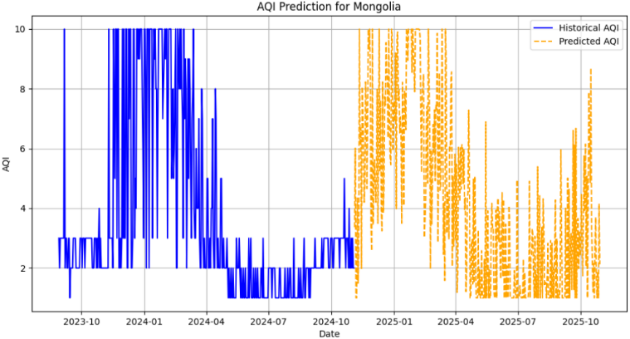 AQI Prediction for Mongolia
Historical AQI
Predicted AQI
10
8
6
4
2
AQI
2023-10 2024-01 2024-04 2024-07 2024-10 2025-01 2025-04 2025-07 2025-10
Date